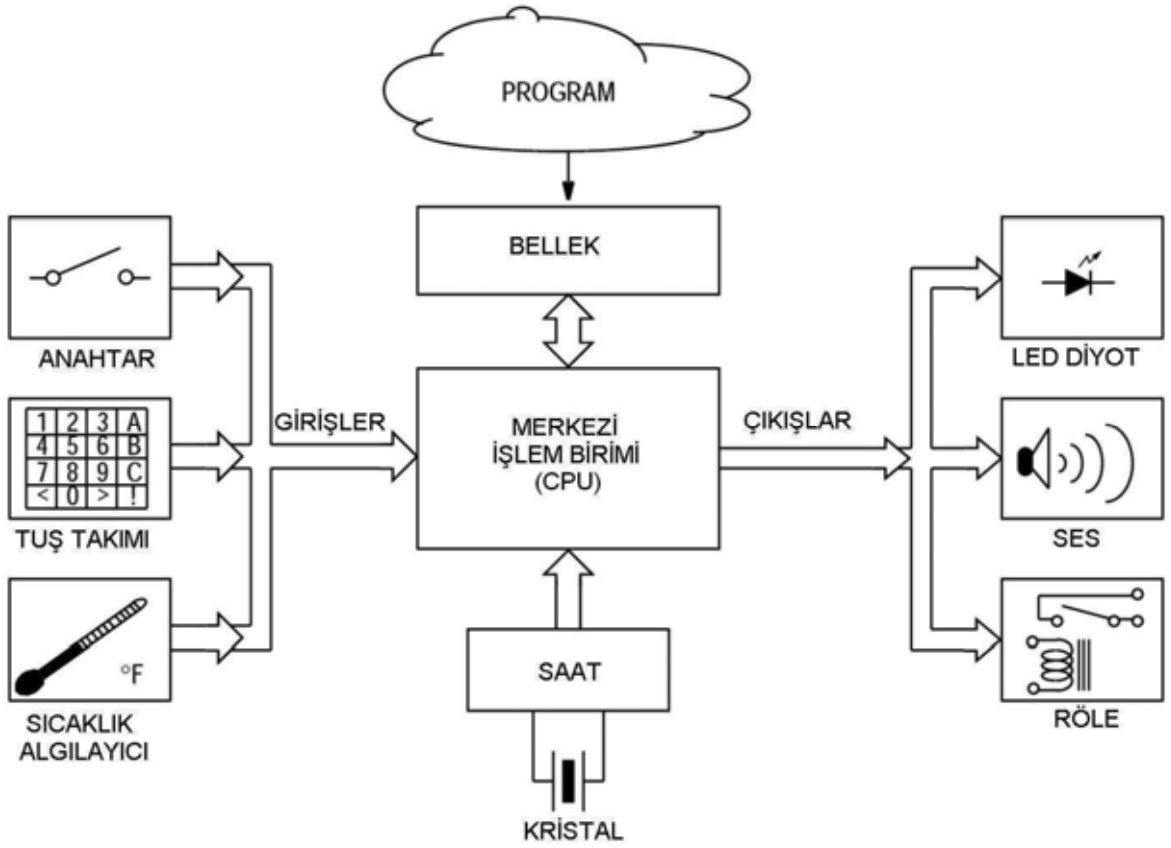 PROGRAM
BELLEK
ANAHTAR
LED DİYOT
1 2 3 A
4 5 6 B
7 8 9 C
< 0 > !
TUŞ TAKIMI
GİRİŞLER
MERKEZİ
İŞLEM BİRİMİ
(CPU)
ÇIKIŞLAR
SES
°F
SICAKLIK
ALGILAYICI
SAAT
KRİSTAL
RÖLE